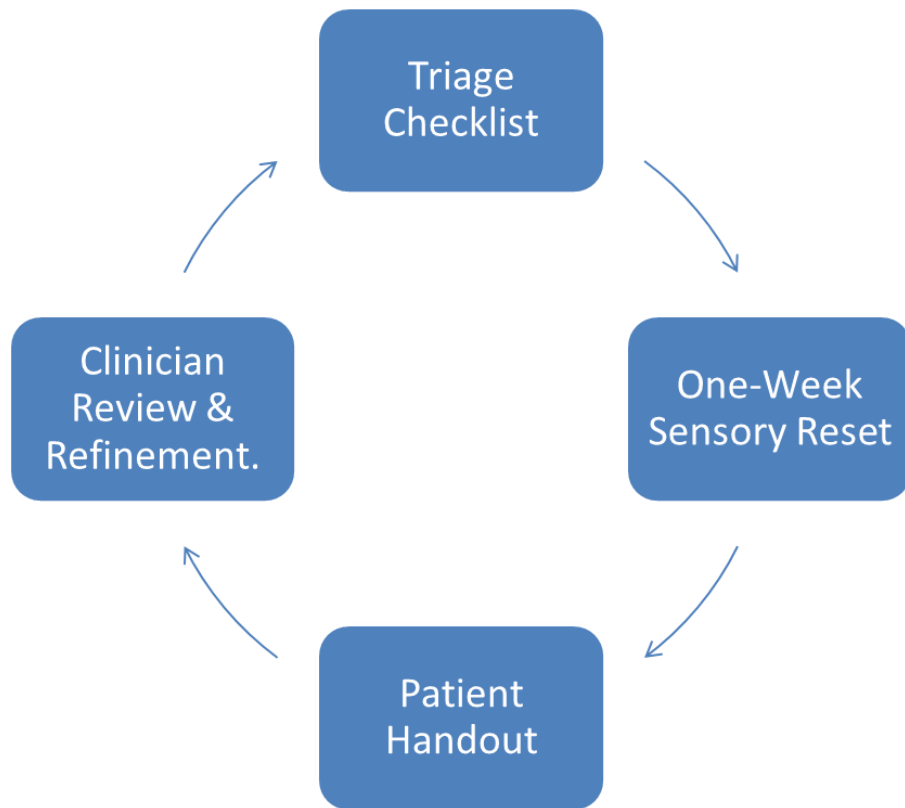 Triage
Checklist
One-Week
Sensory Reset
Patient
Handout
Clinician
Review &
Refinement.